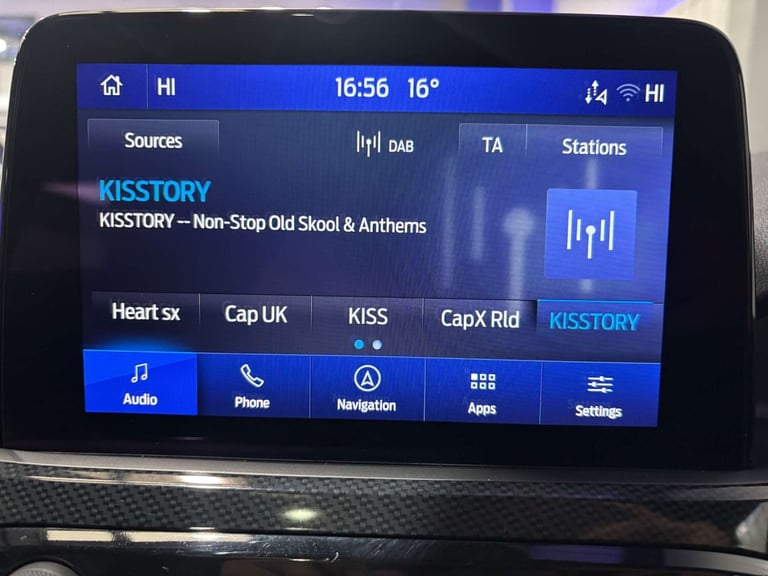 HI 16:56 16° HI
Sources DAB TA Stations
KISSTORY
KISSTORY -- Non-Stop Old Skool & Anthems
Heart sx Cap UK KISS CapX Rld KISSTORY
Audio Phone Navigation Apps Settings